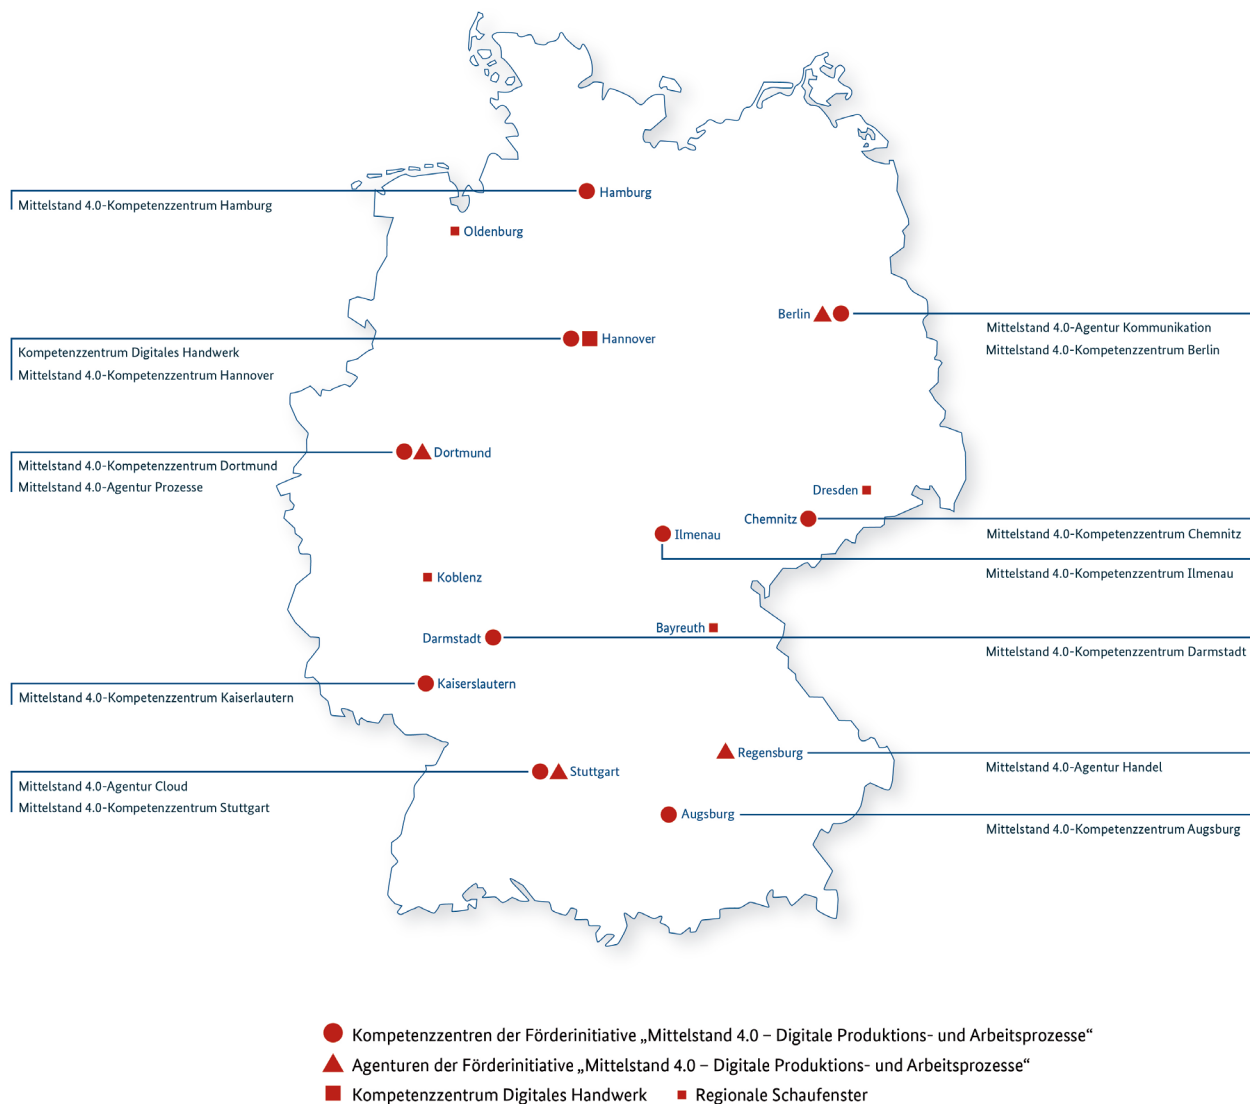 Hamburg
Mittelstand 4.0-Kompetenzzentrum Hamburg
Oldenburg
Berlin
Mittelstand 4.0-Agentur Kommunikation
Mittelstand 4.0-Kompetenzzentrum Berlin
Hannover
Kompetenzzentrum Digitales Handwerk
Mittelstand 4.0-Kompetenzzentrum Hannover
Dortmund
Mittelstand 4.0-Kompetenzzentrum Dortmund
Mittelstand 4.0-Agentur Prozesse
Dresden
Chemnitz
Mittelstand 4.0-Kompetenzzentrum Chemnitz
Ilmenau
Mittelstand 4.0-Kompetenzzentrum Ilmenau
Koblenz
Bayreuth
Darmstadt
Mittelstand 4.0-Kompetenzzentrum Darmstadt
Kaiserslautern
Mittelstand 4.0-Kompetenzzentrum Kaiserlautern
Regensburg
Mittelstand 4.0-Agentur Handel
Stuttgart
Mittelstand 4.0-Agentur Cloud
Mittelstand 4.0-Kompetenzzentrum Stuttgart
Augsburg
Mittelstand 4.0-Kompetenzzentrum Augsburg
Kompetenzzentren der Förderinitiative „Mittelstand 4.0 – Digitale Produktions- und Arbeitsprozesse“
Agenturen der Förderinitiative „Mittelstand 4.0 – Digitale Produktions- und Arbeitsprozesse“
Kompetenzzentrum Digitales Handwerk
Regionale Schaufenster